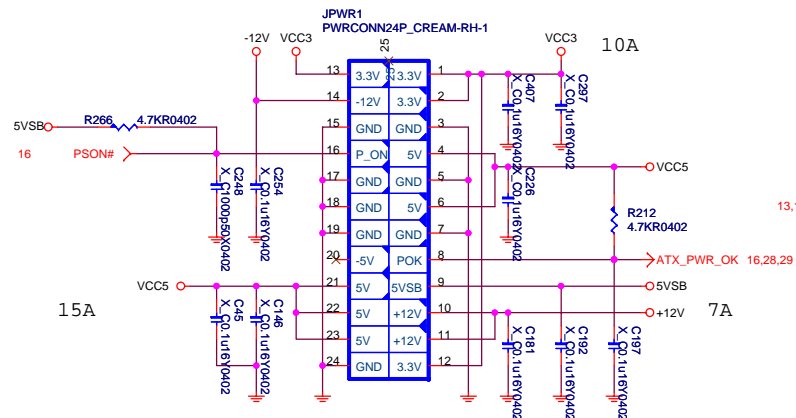 JPWR1
PWRCONN24P_CREAM-RH-1
-12V
VCC3
25
25
VCC3
10A
13
3.3V
3.3V
1
14
-12V
3.3V
2
15
GND
GND
3
5VSB
R266
4.7KR0402
16
PSON#
16
P_ON
5V
4
VCC5
17
GND
GND
5
18
GND
5V
6
19
GND
GND
7
20
-5V
POK
8
ATX_PWR_OK
16,28,29
R212
4.7KR0402
13,
VCC5
21
5V
5VSB
9
5VSB
15A
22
5V
+12V
10
+12V
7A
23
5V
+12V
11
24
GND
3.3V
12
C407
X_C0.1u16Y0402
C297
X_C0.1u16Y0402
C248
X_C1000p50X0402
C254
X_C0.1u16Y0402
C226
X_C0.1u16Y0402
C45
X_C0.1u16Y0402
C146
X_C0.1u16Y0402
C181
X_C0.1u16Y0402
C192
X_C0.1u16Y0402
C197
X_C0.1u16Y0402